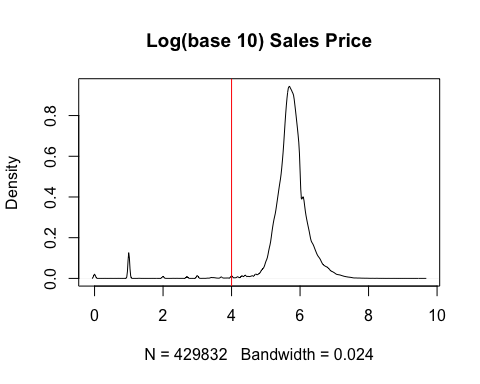 Log(base 10) Sales Price
Density
0.0 0.2 0.4 0.6 0.8
0 2 4 6 8 10
N = 429832 Bandwidth = 0.024